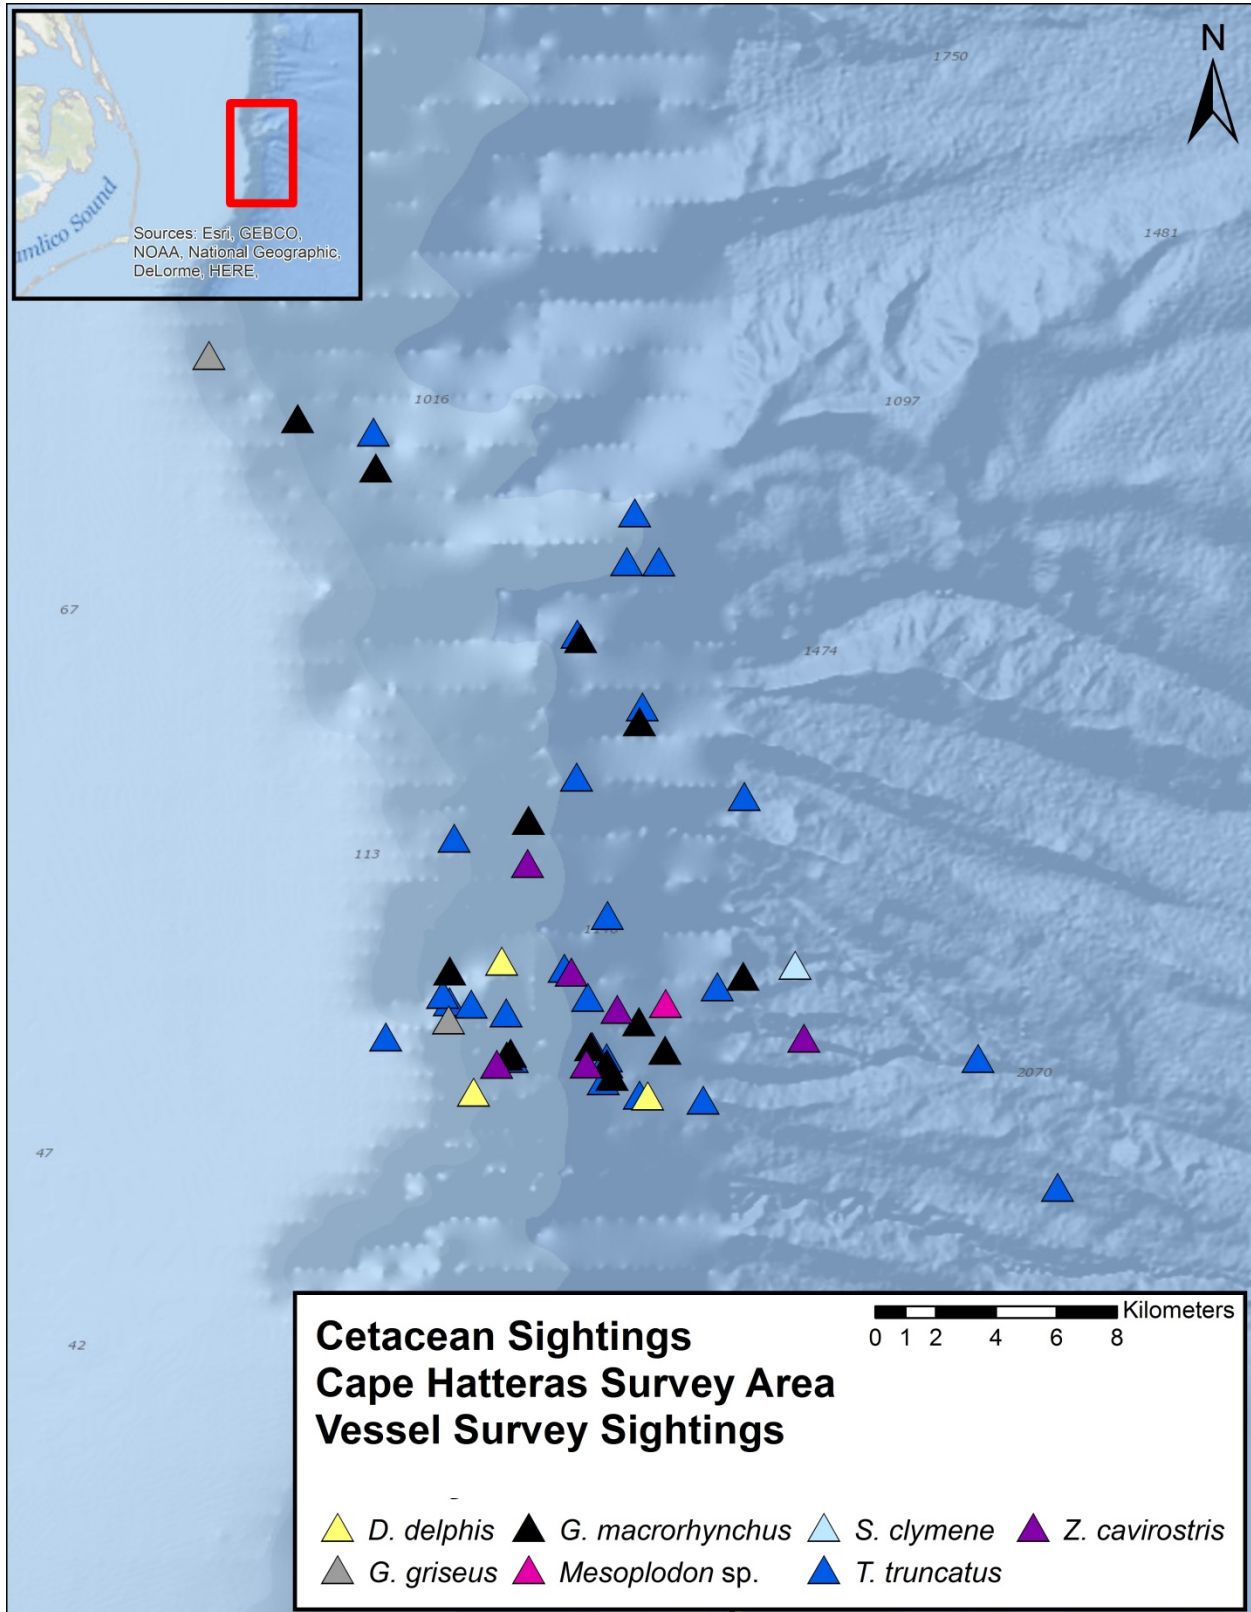 1750
N
amlico Sound
Sources: Esri, GEBCO,
NOAA, National Geographic,
DeLorme, HERE,
1481
1016
1097
67
1474
113
2070
47
42
Cetacean Sightings
Cape Hatteras Survey Area
Vessel Survey Sightings
Kilometers
0 1 2 4 6 8
D. delphis G. macrorhynchus S. clymene Z. cavirostris
G. griseus Mesoplodon sp. T. truncatus